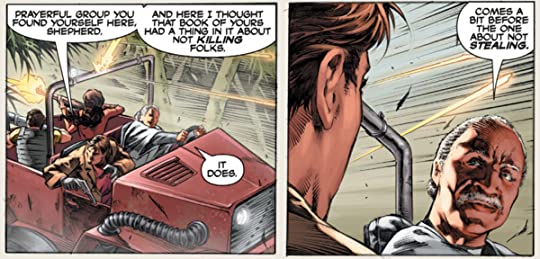 PRAYERFUL GROUP YOU
FOUND YOURSELF HERE,
SHEPHERD.
AND HERE I THOUGHT
THAT BOOK OF YOURS
HAD A THING IN IT ABOUT
NOT KILLING
FOLKS.
IT
DOES.
COMES A
BIT BEFORE
THE ONE
ABOUT NOT
STEALING.